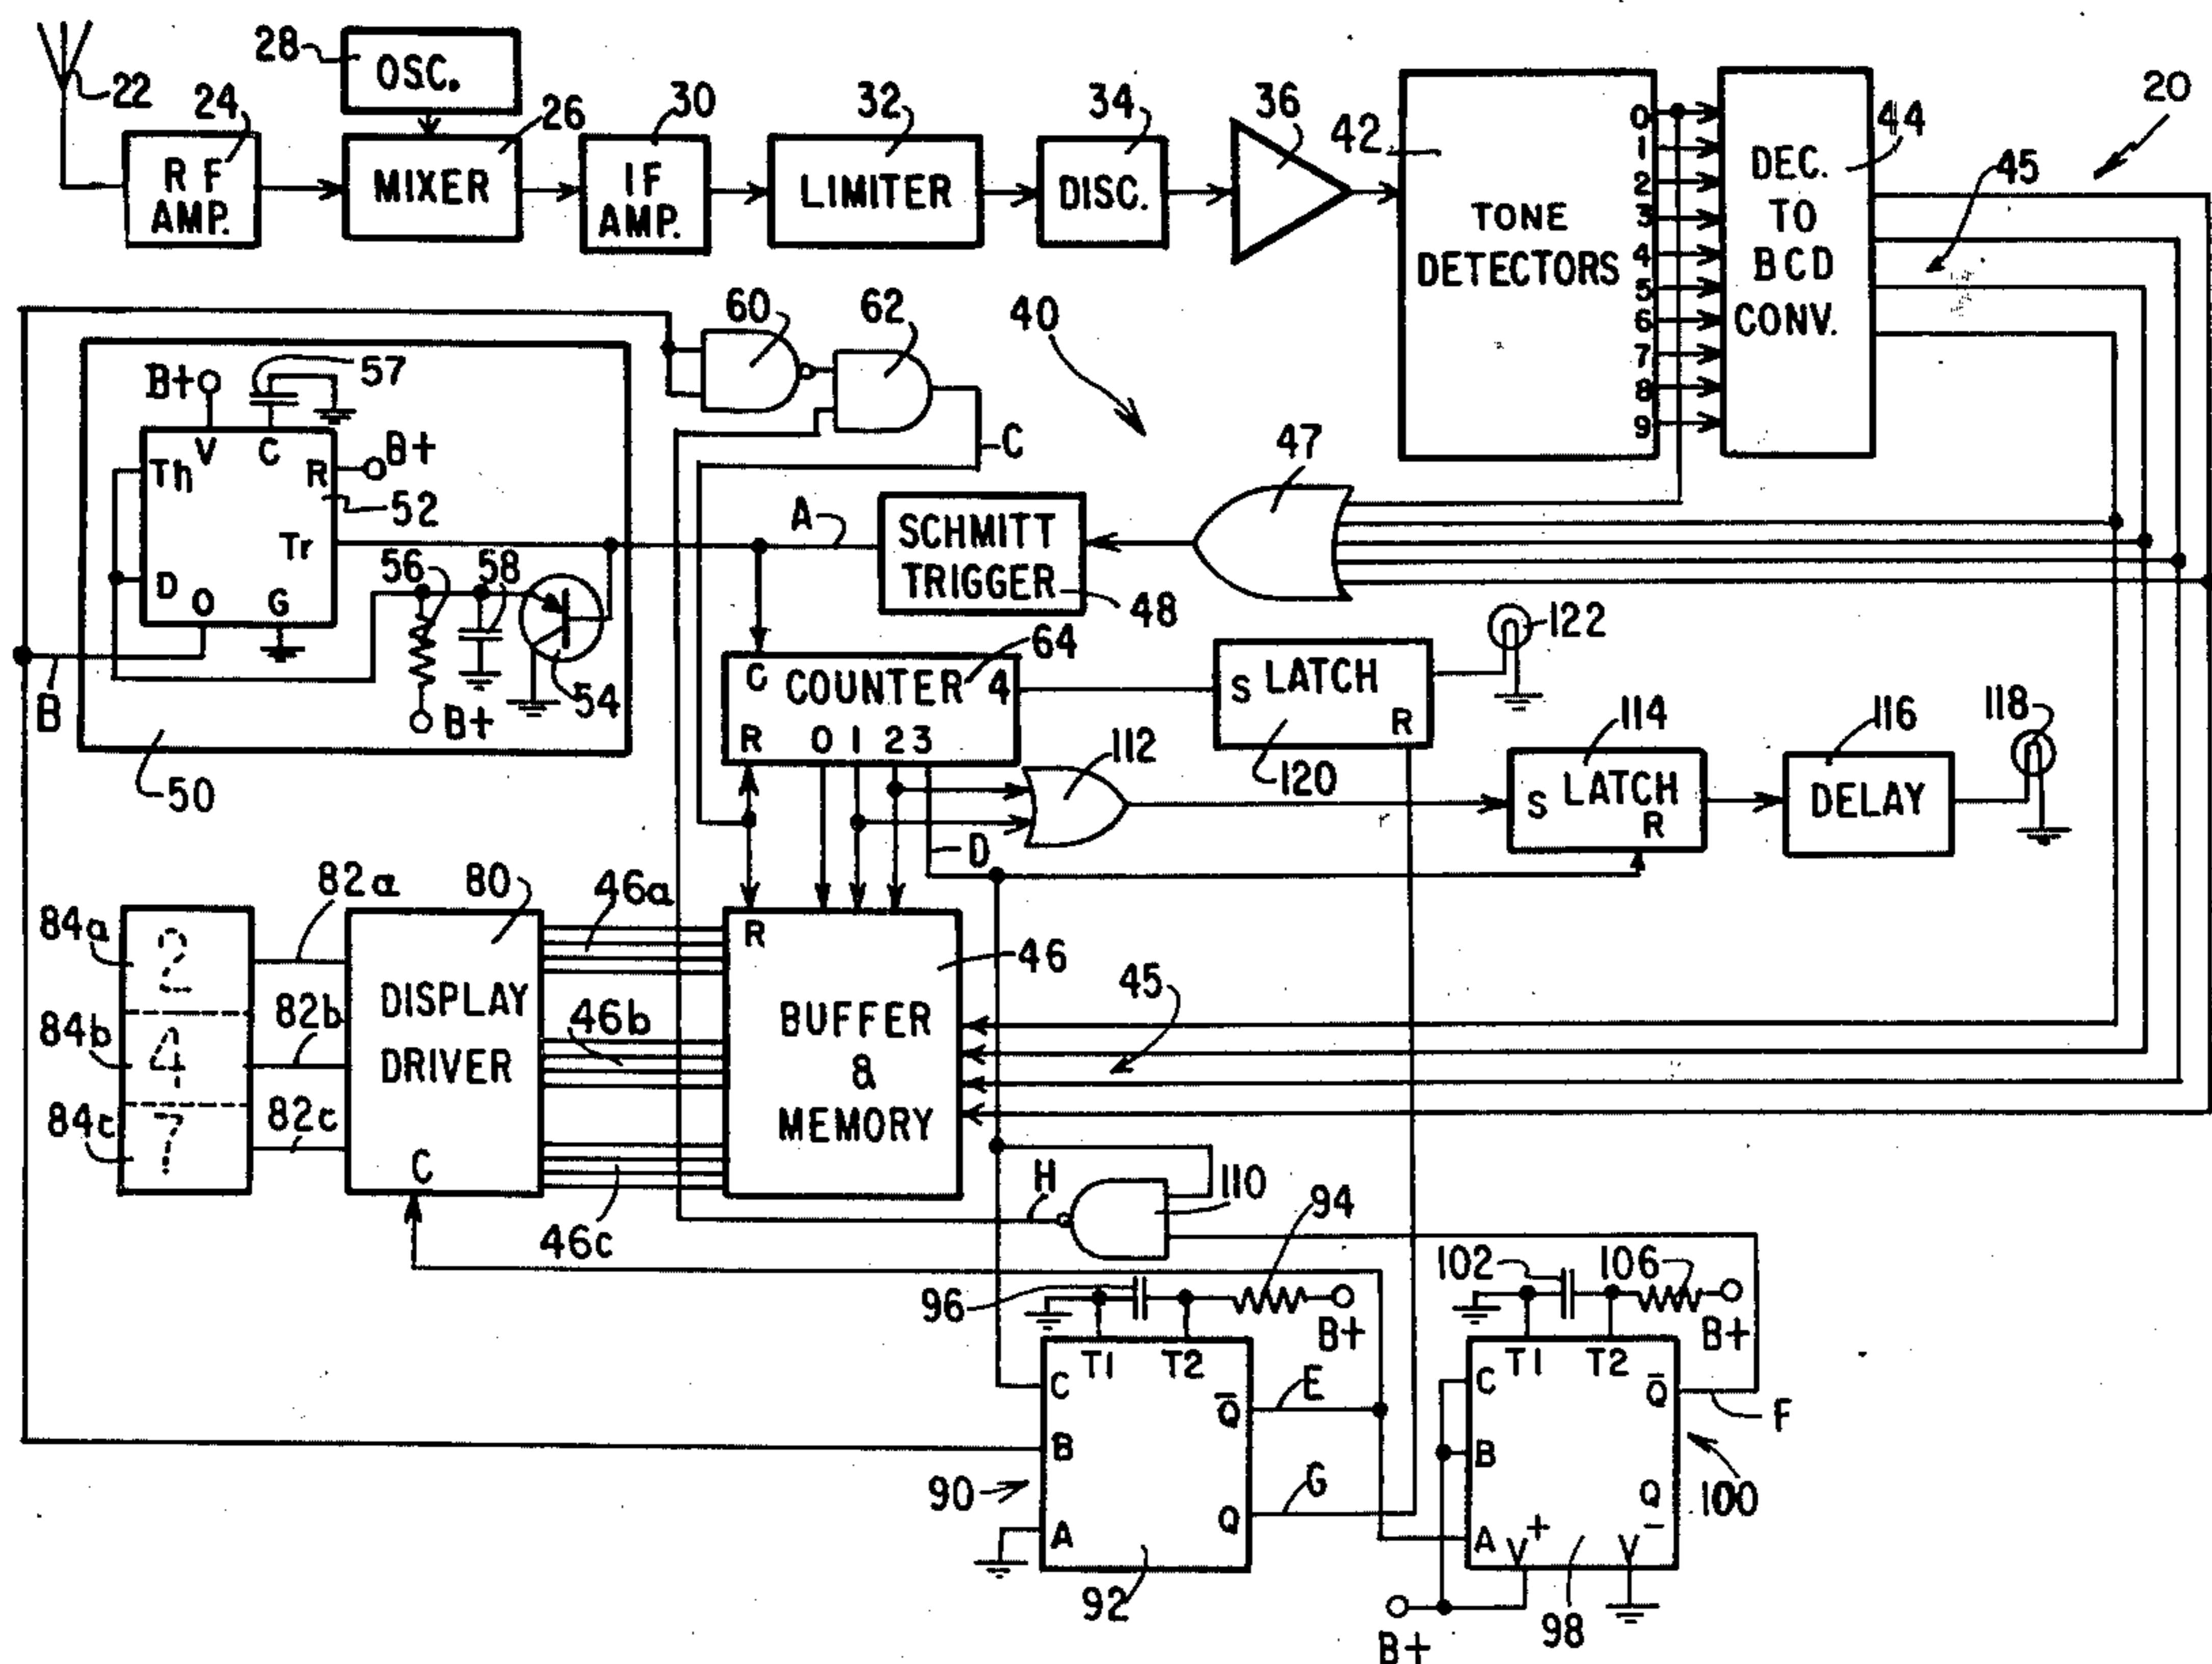 22
28
OSC.
24
RF
AMP.
26
MIXER
30
IF
AMP.
32
LIMITER
34
DISC.
36
42
TONE
DETECTORS
0
1
2
3
4
5
6
7
8
9
DEC.
TO
BCD
CONV.
44
20
45
40
60
62
C
B+
57
V
C
Th
R
B+
52
Tr
D
O
G
56
58
54
B+
B
50
A
SCHMITT
TRIGGER
48
47
C
COUNTER
64
4
R
0
1
2
3
S
LATCH
R
120
122
112
114
S
LATCH
R
116
DELAY
118
D
84a
2
84b
4
84c
7
82a
82b
82c
80
DISPLAY
DRIVER
C
46a
46b
46c
R
46
BUFFER
&
MEMORY
45
H
110
96
94
B+
T1
T2
C
B
A
Q̄
Q
E
G
90
92
102
106
B+
T1
T2
C
B
A
V+
V-
Q̄
Q
F
100
98
B+